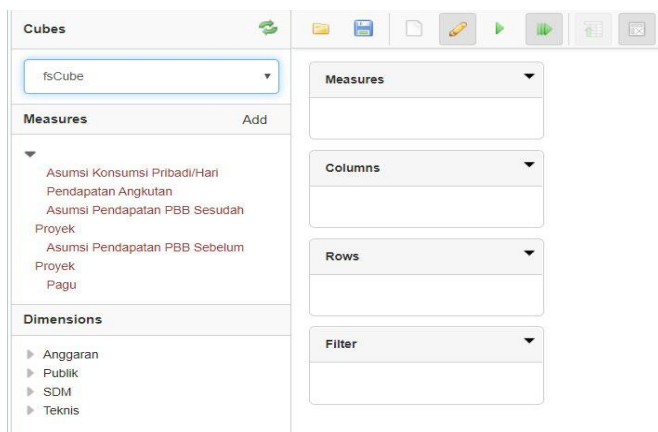 Cubes
fsCube
Measures Add
Asumsi Konsumsi Pribadi/Hari
Pendapatan Angkutan
Asumsi Pendapatan PBB Sesudah
Proyek
Asumsi Pendapatan PBB Sebelum
Proyek
Pagu
Dimensions
Anggaran
Publik
SDM
Teknis
Measures
Columns
Rows
Filter